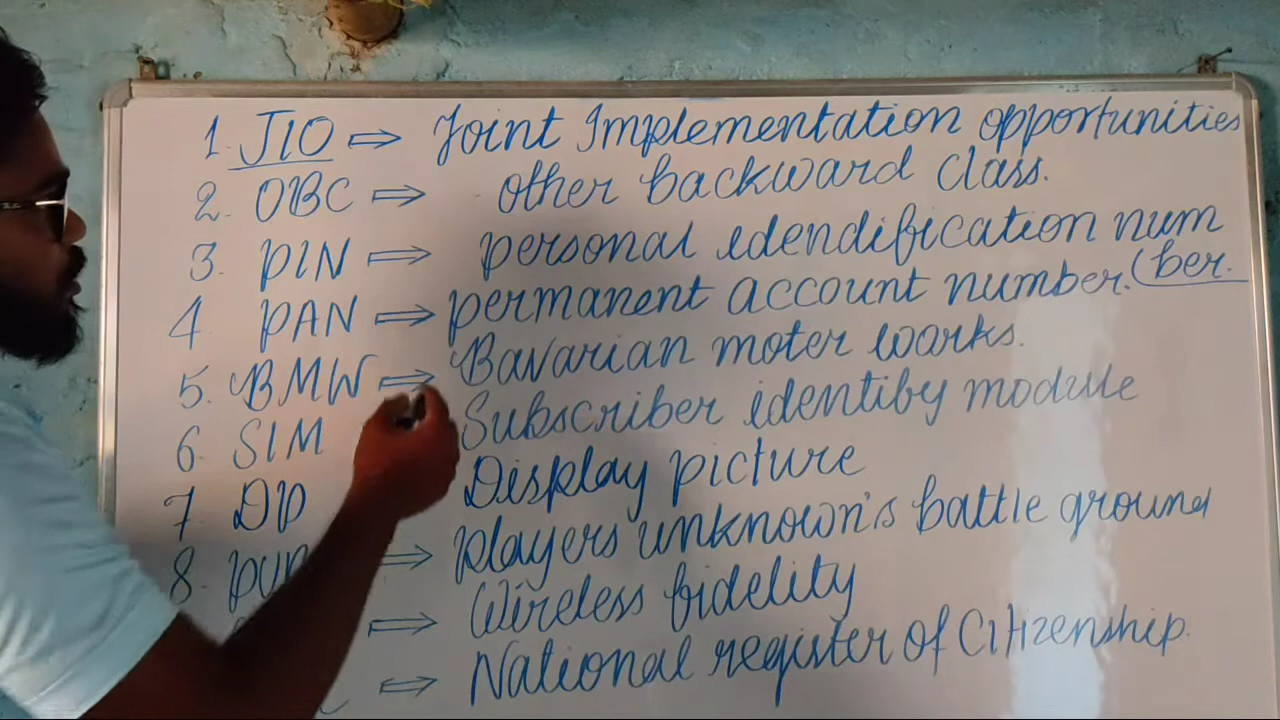 1. JIO ⇒ Joint Implementation opportunities
2. OBC ⇒ other backward class.
3. PIN ⇒ personal idendification num
(ber.
4 PAN ⇒ permanent account number.
5. BMW ⇒ Bavarian moter works.
6 SIM Subscriber identiby module
7 DP Display picture
8. PUB ⇒ players unknown's battle ground
⇒ Wireless fidelity
C ⇒ National register of Citizenship.